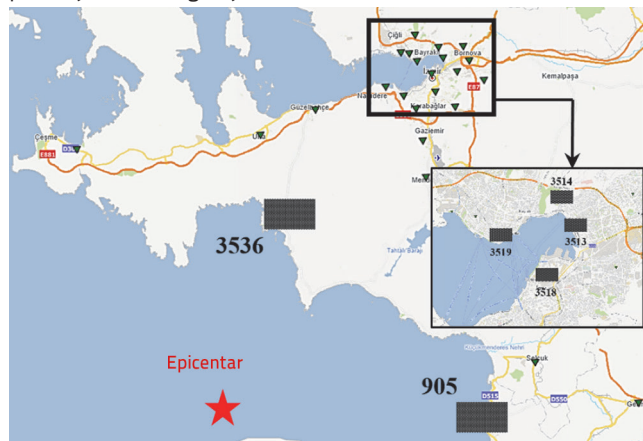 Çiğli
Bayraklı
Bornova
İzmir
Kemalpaşa
E87
Narlıdere
Karabağlar
Güzelbahçe
Urla
Çeşme
E881
Gaziemir
3514
3536
3513
3519
3518
Tahtalı Barajı
Epicentar
905
Selçuk
D515
D550